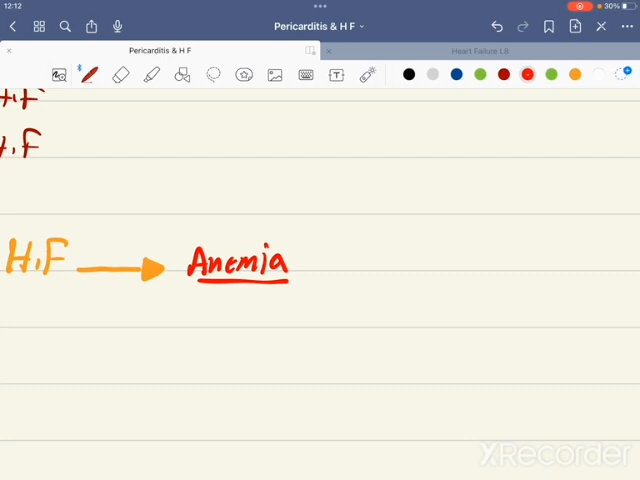 12:12
30%
Pericarditis & H F
Pericarditis & H F
Heart Failure L8
H.F
H.F
H.F → Anemia
XRecorder